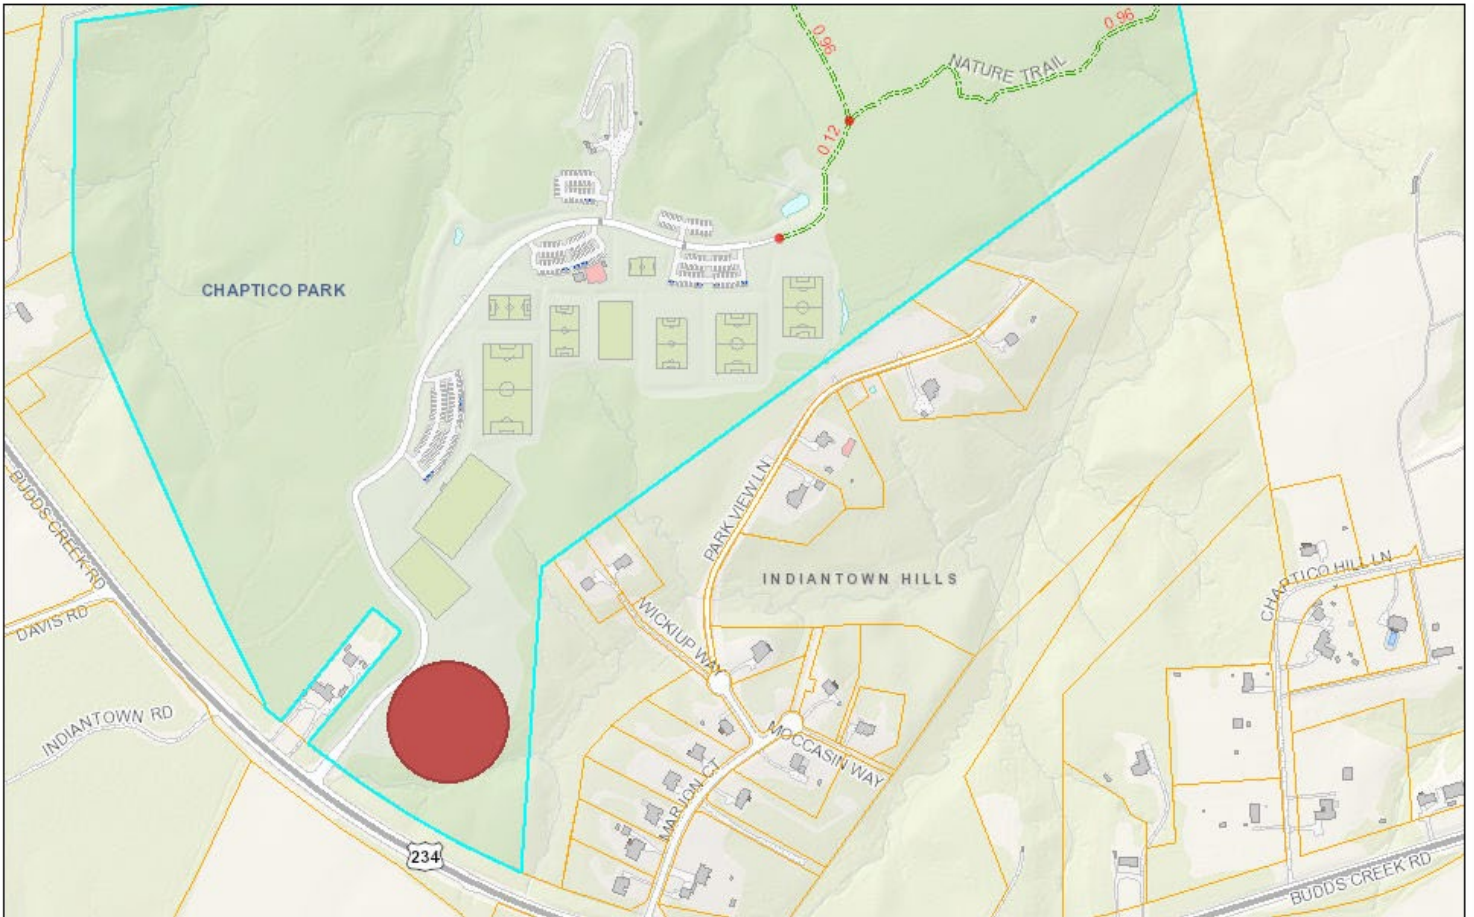 0.96
0.96
NATURE TRAIL
0.12
CHAPTICO PARK
BUDDS CREEK RD
PARK VIEW LN
INDIANTOWN HILLS
CHAPTICO HILL LN
DAVIS RD
WICKIUP WAY
INDIANTOWN RD
MOCCASIN WAY
MARJON CT
234
BUDDS CREEK RD